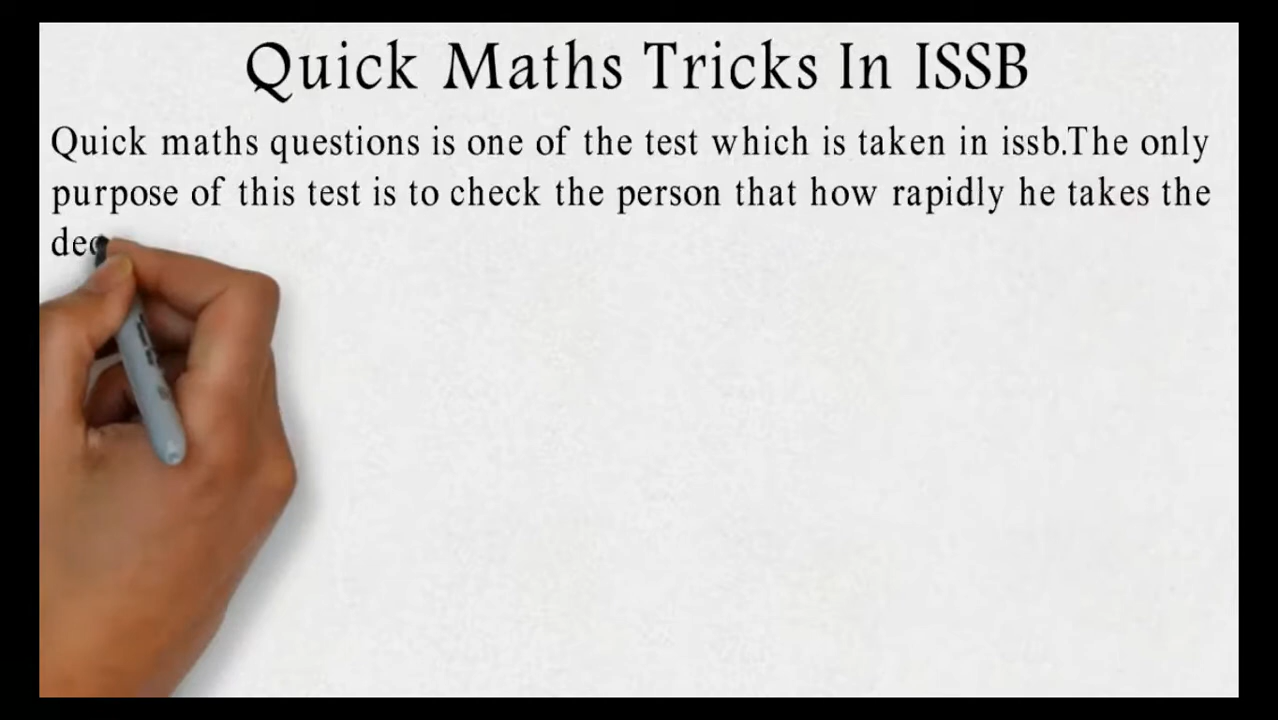 Quick Maths Tricks In ISSB
Quick maths questions is one of the test which is taken in issb.The only
purpose of this test is to check the person that how rapidly he takes the